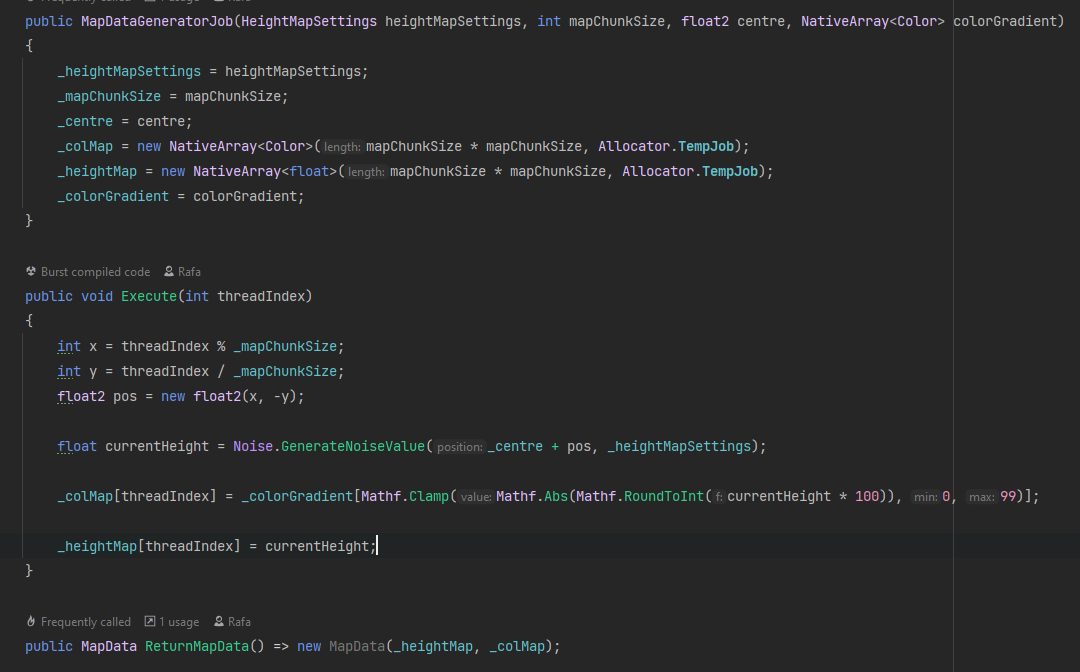 Frequently called 1 usage Rafa
public MapDataGeneratorJob(HeightMapSettings heightMapSettings, int mapChunkSize, float2 centre, NativeArray<Color> colorGradient)
{
_heightMapSettings = heightMapSettings;
_mapChunkSize = mapChunkSize;
_centre = centre;
_colMap = new NativeArray<Color>(length: mapChunkSize * mapChunkSize, Allocator.TempJob);
_heightMap = new NativeArray<float>(length: mapChunkSize * mapChunkSize, Allocator.TempJob);
_colorGradient = colorGradient;
}
Burst compiled code Rafa
public void Execute(int threadIndex)
{
int x = threadIndex % _mapChunkSize;
int y = threadIndex / _mapChunkSize;
float2 pos = new float2(x, -y);
float currentHeight = Noise.GenerateNoiseValue(position: _centre + pos, _heightMapSettings);
_colMap[threadIndex] = _colorGradient[Mathf.Clamp(value: Mathf.Abs(Mathf.RoundToInt(f: currentHeight * 100)), min: 0, max: 99)];
_heightMap[threadIndex] = currentHeight;
}
Frequently called 1 usage Rafa
public MapData ReturnMapData() => new MapData(_heightMap, _colMap);